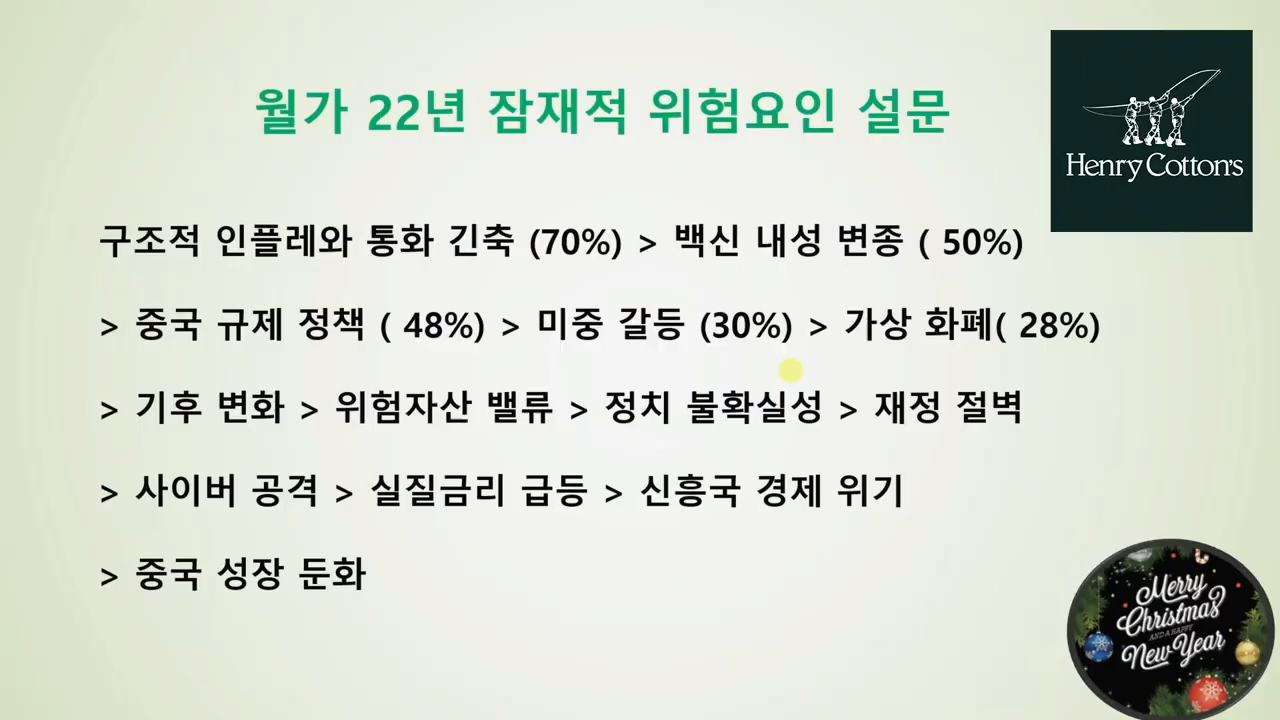 월가 22년 잠재적 위험요인 설문
Henry Cotton's
구조적 인플레와 통화 긴축 (70%) > 백신 내성 변종 ( 50%)
> 중국 규제 정책 ( 48%) > 미중 갈등 (30%) > 가상 화폐( 28%)
> 기후 변화 > 위험자산 밸류 > 정치 불확실성 > 재정 절벽
> 사이버 공격 > 실질금리 급등 > 신흥국 경제 위기
> 중국 성장 둔화
Merry
Christmas
AND A HAPPY
New Year